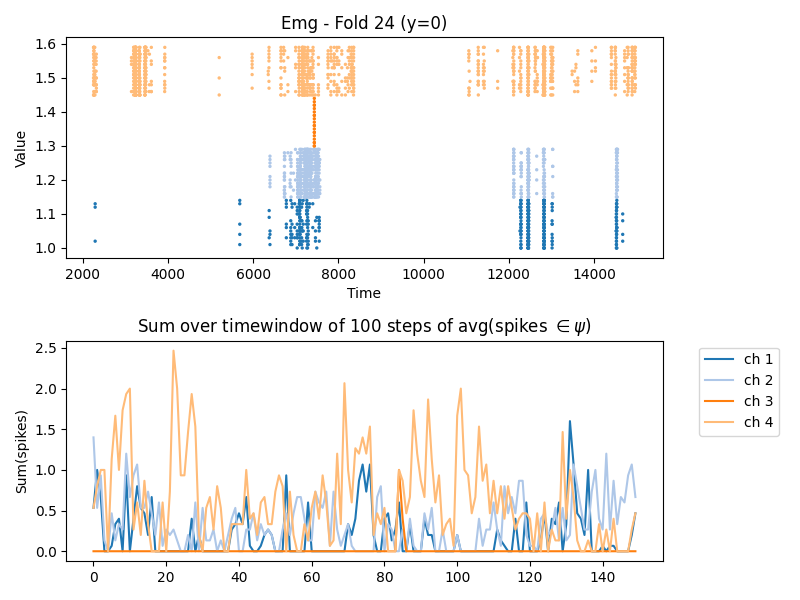 Emg - Fold 24 (y=0)
1.6
1.5
1.4
1.3
1.2
1.1
1.0
Value
2000 4000 6000 8000 10000 12000 14000
Time
Sum over timewindow of 100 steps of avg(spikes ∈ ψ)
2.5
2.0
1.5
1.0
0.5
0.0
Sum(spikes)
0 20 40 60 80 100 120 140
ch 1
ch 2
ch 3
ch 4